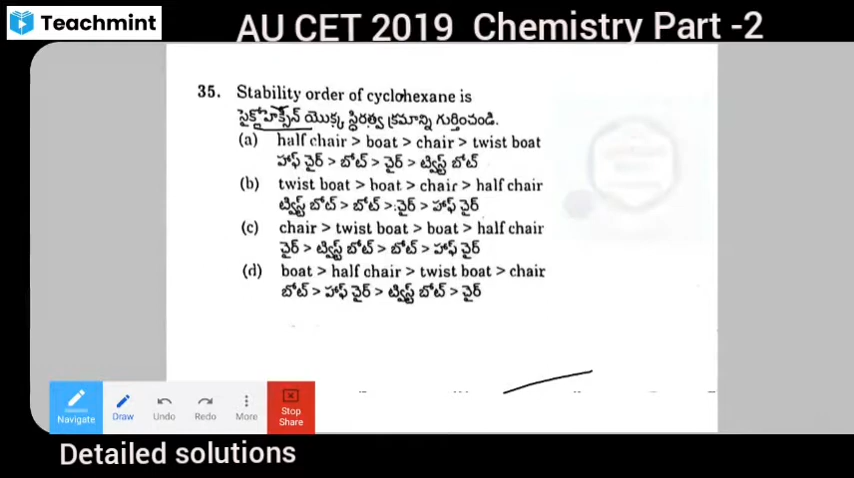 Teachmint
AU CET 2019 Chemistry Part -2
35. Stability order of cyclohexane is
సైక్లోహెక్సేన్ యొక్క స్థిరత్వ క్రమాన్ని గుర్తించండి.
(a) half chair > boat > chair > twist boat
హాఫ్ ఛైర్ > బోట్ > ఛైర్ > ట్విస్ట్ బోట్
(b) twist boat > boat > chair > half chair
ట్విస్ట్ బోట్ > బోట్ > ఛైర్ > హాఫ్ ఛైర్
(c) chair > twist boat > boat > half chair
ఛైర్ > ట్విస్ట్ బోట్ > బోట్ > హాఫ్ ఛైర్
(d) boat > half chair > twist boat > chair
బోట్ > హాఫ్ ఛైర్ > ట్విస్ట్ బోట్ > ఛైర్
Navigate Draw Undo Redo More Stop Share
Detailed solutions